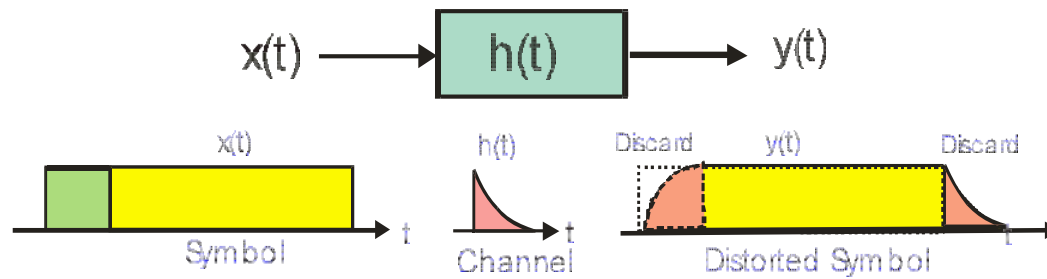 x(t) h(t) y(t)
x(t) h(t) Discard y(t) Discard
t t t
Symbol Channel Distorted Symbol